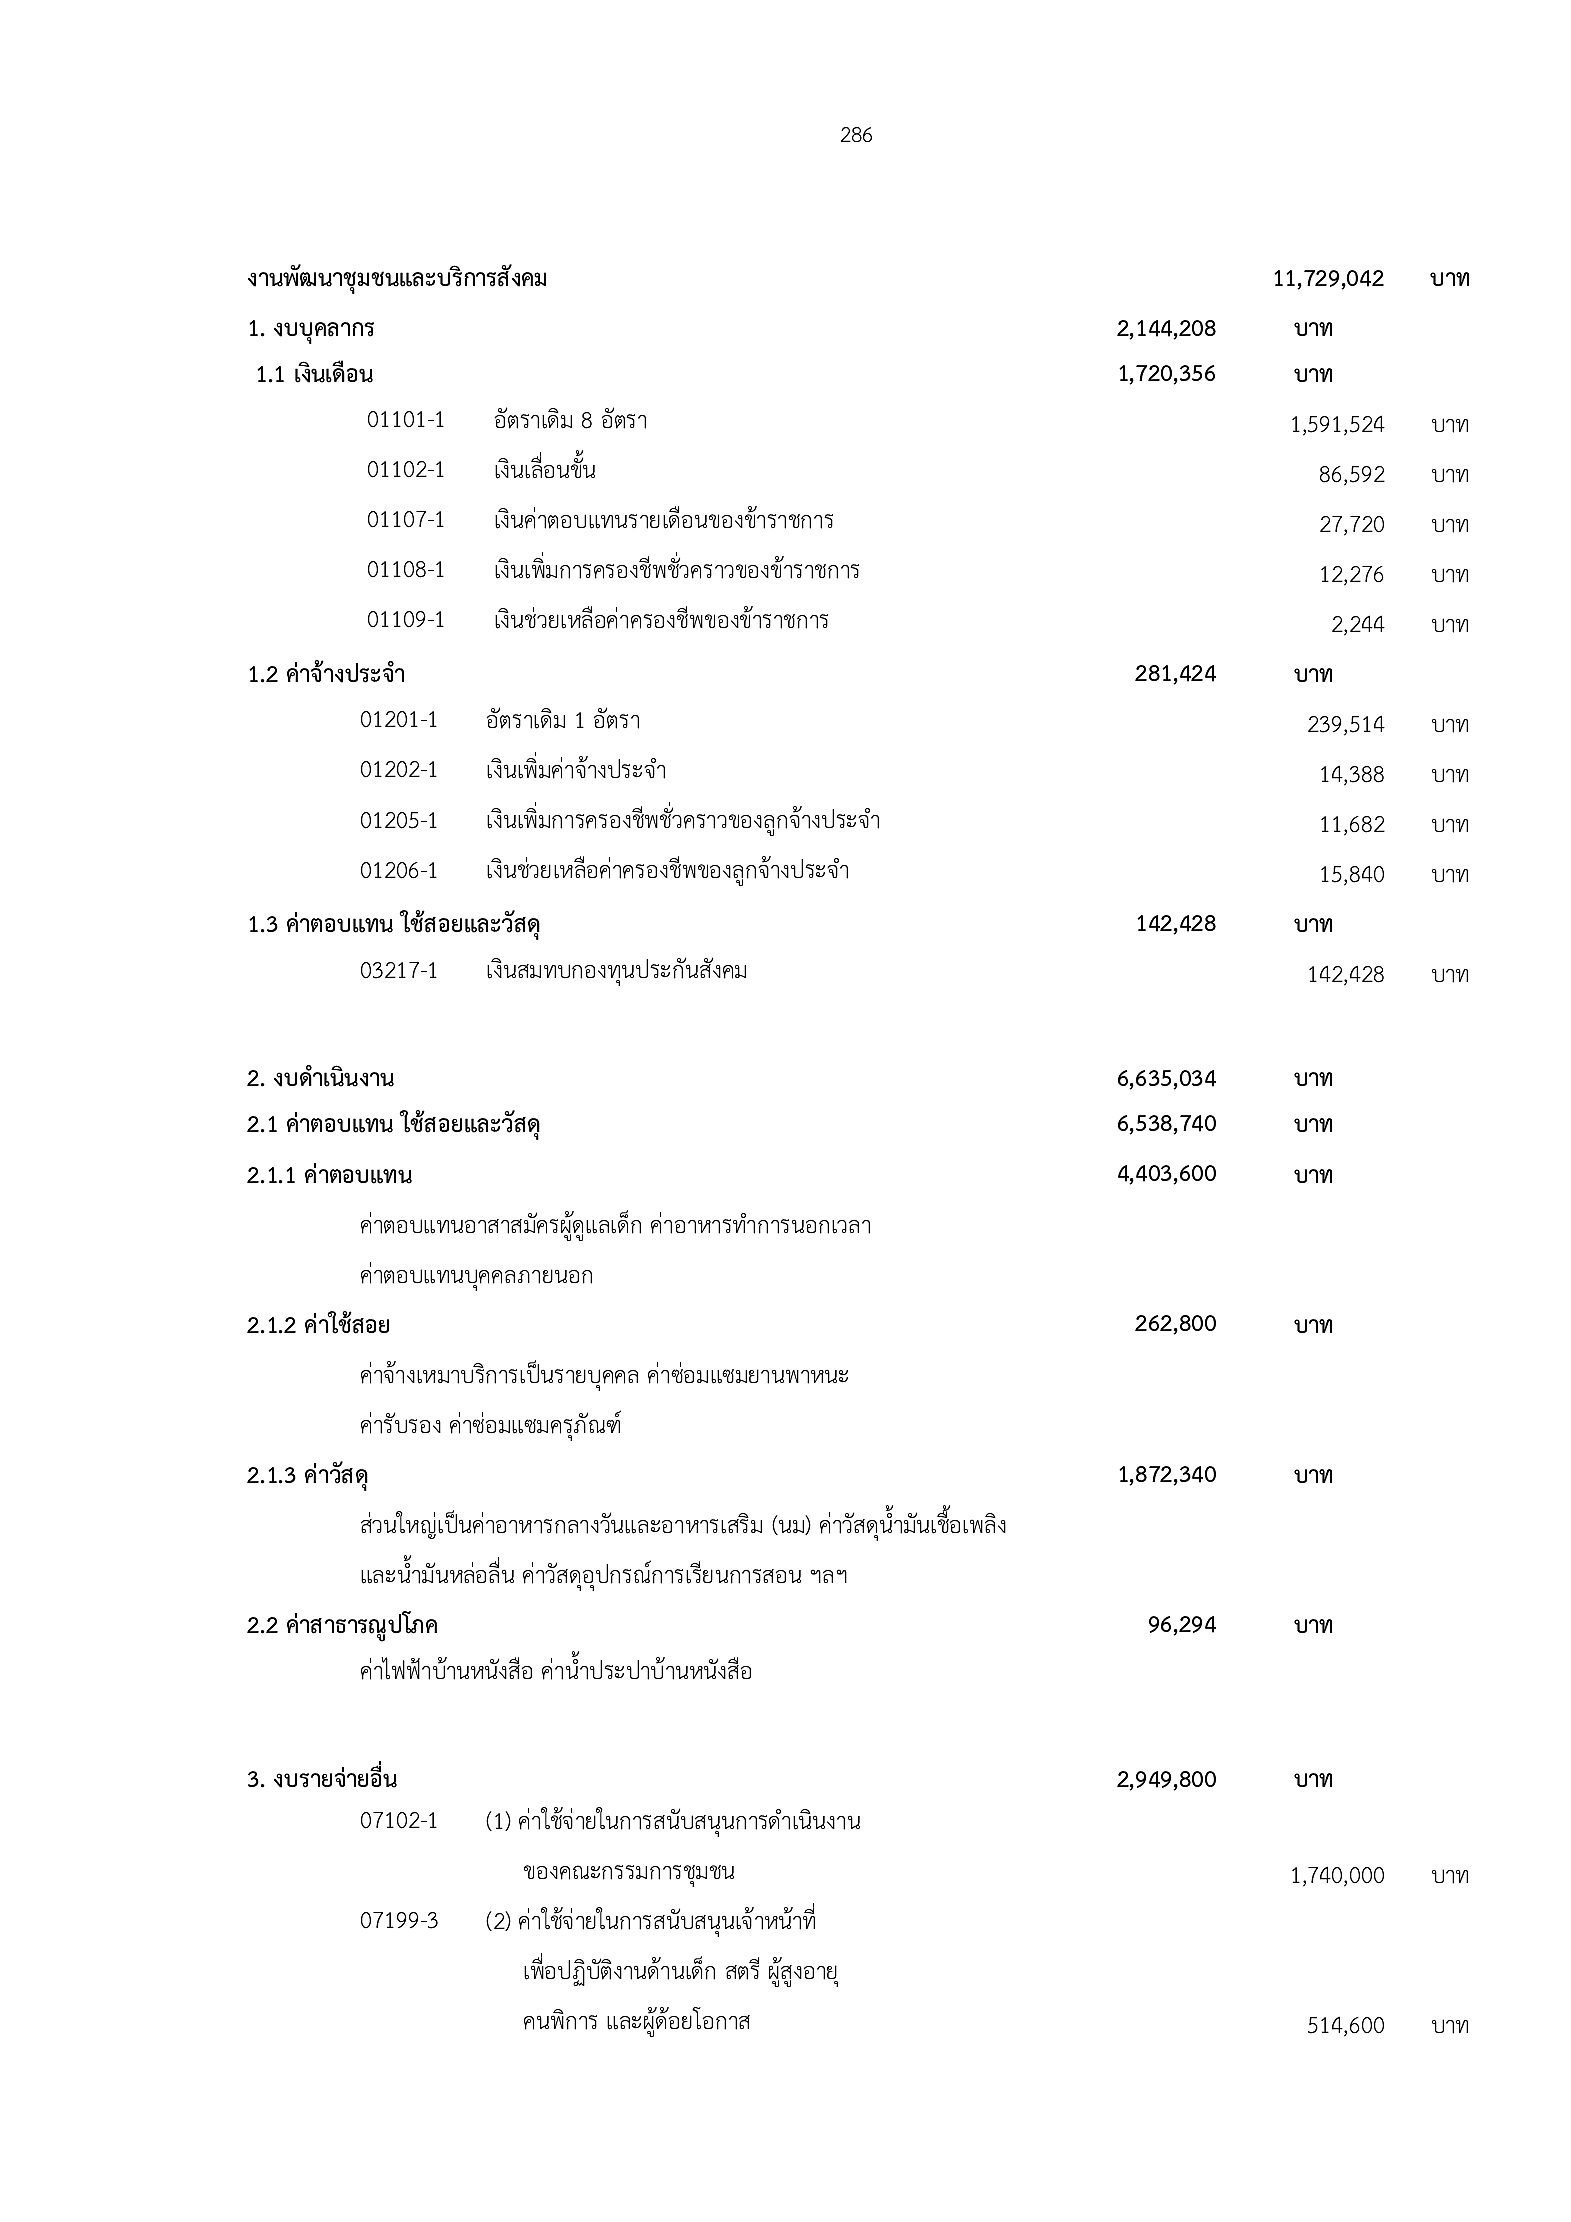 286
งานพัฒนาชุมชนและบริการสังคม 11,729,042 บาท
1. งบบุคลากร 2,144,208 บาท
1.1 เงินเดือน 1,720,356 บาท
01101-1 อัตราเดิม 8 อัตรา 1,591,524 บาท
01102-1 เงินเลื่อนขั้น 86,592 บาท
01107-1 เงินค่าตอบแทนรายเดือนของข้าราชการ 27,720 บาท
01108-1 เงินเพิ่มการครองชีพชั่วคราวของข้าราชการ 12,276 บาท
01109-1 เงินช่วยเหลือค่าครองชีพของข้าราชการ 2,244 บาท
1.2 ค่าจ้างประจำ 281,424 บาท
01201-1 อัตราเดิม 1 อัตรา 239,514 บาท
01202-1 เงินเพิ่มค่าจ้างประจำ 14,388 บาท
01205-1 เงินเพิ่มการครองชีพชั่วคราวของลูกจ้างประจำ 11,682 บาท
01206-1 เงินช่วยเหลือค่าครองชีพของลูกจ้างประจำ 15,840 บาท
1.3 ค่าตอบแทน ใช้สอยและวัสดุ 142,428 บาท
03217-1 เงินสมทบกองทุนประกันสังคม 142,428 บาท
2. งบดำเนินงาน 6,635,034 บาท
2.1 ค่าตอบแทน ใช้สอยและวัสดุ 6,538,740 บาท
2.1.1 ค่าตอบแทน 4,403,600 บาท
ค่าตอบแทนอาสาสมัครผู้ดูแลเด็ก ค่าอาหารทำการนอกเวลา
ค่าตอบแทนบุคคลภายนอก
2.1.2 ค่าใช้สอย 262,800 บาท
ค่าจ้างเหมาบริการเป็นรายบุคคล ค่าซ่อมแซมยานพาหนะ
ค่ารับรอง ค่าซ่อมแซมครุภัณฑ์
2.1.3 ค่าวัสดุ 1,872,340 บาท
ส่วนใหญ่เป็นค่าอาหารกลางวันและอาหารเสริม (นม) ค่าวัสดุน้ำมันเชื้อเพลิง
และน้ำมันหล่อลื่น ค่าวัสดุอุปกรณ์การเรียนการสอน ฯลฯ
2.2 ค่าสาธารณูปโภค 96,294 บาท
ค่าไฟฟ้าบ้านหนังสือ ค่าน้ำประปาบ้านหนังสือ
3. งบรายจ่ายอื่น 2,949,800 บาท
07102-1 (1) ค่าใช้จ่ายในการสนับสนุนการดำเนินงาน
ของคณะกรรมการชุมชน 1,740,000 บาท
07199-3 (2) ค่าใช้จ่ายในการสนับสนุนเจ้าหน้าที่
เพื่อปฏิบัติงานด้านเด็ก สตรี ผู้สูงอายุ
คนพิการ และผู้ด้อยโอกาส 514,600 บาท